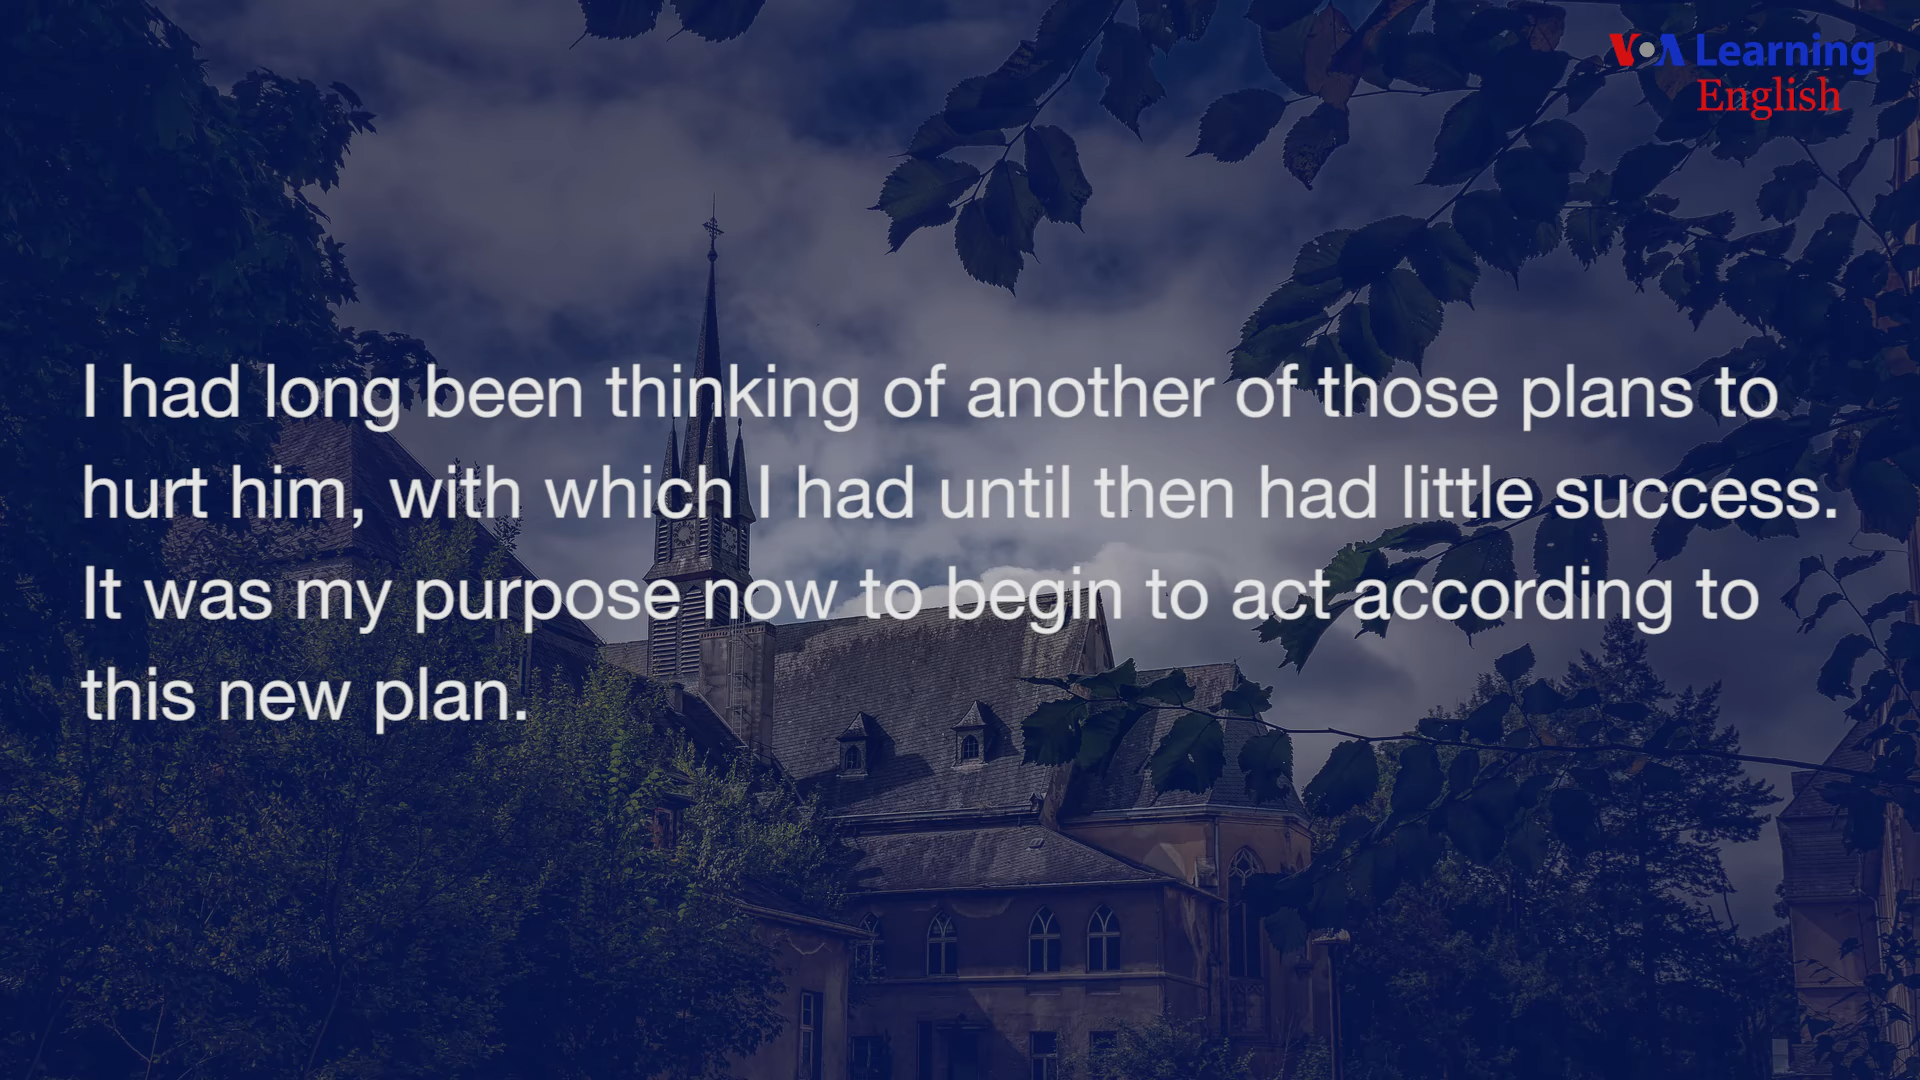 VOA Learning
English
I had long been thinking of another of those plans to
hurt him, with which I had until then had little success.
It was my purpose now to begin to act according to
this new plan.